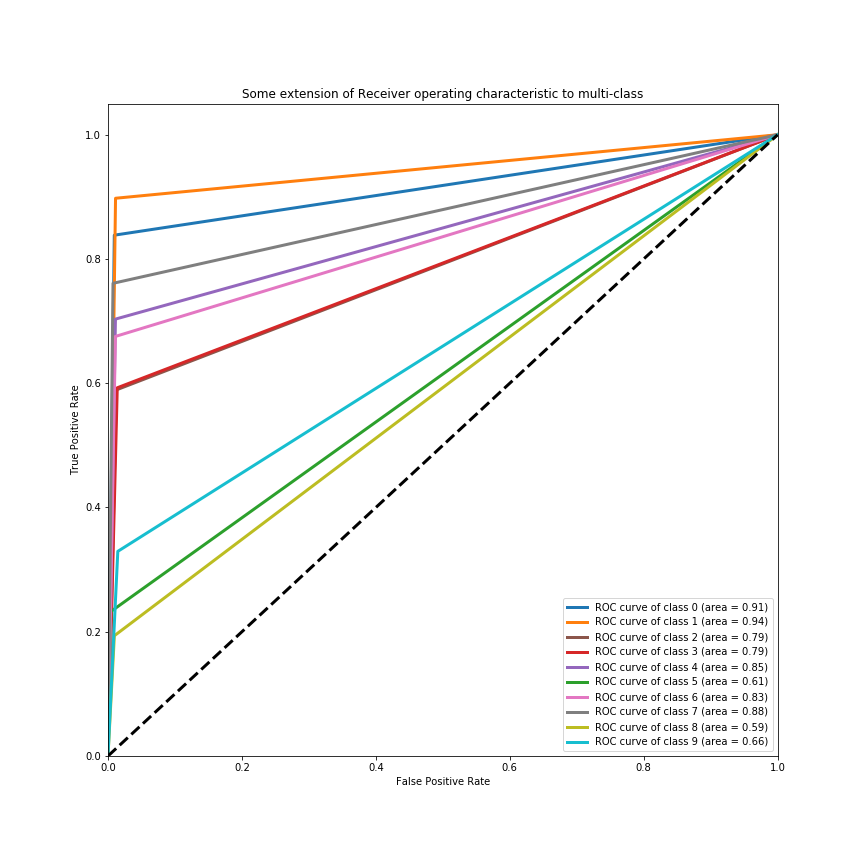 Some extension of Receiver operating characteristic to multi-class
1.0
0.8
0.6
0.4
0.2
0.0
True Positive Rate
0.0 0.2 0.4 0.6 0.8 1.0
False Positive Rate
ROC curve of class 0 (area = 0.91)
ROC curve of class 1 (area = 0.94)
ROC curve of class 2 (area = 0.79)
ROC curve of class 3 (area = 0.79)
ROC curve of class 4 (area = 0.85)
ROC curve of class 5 (area = 0.61)
ROC curve of class 6 (area = 0.83)
ROC curve of class 7 (area = 0.88)
ROC curve of class 8 (area = 0.59)
ROC curve of class 9 (area = 0.66)